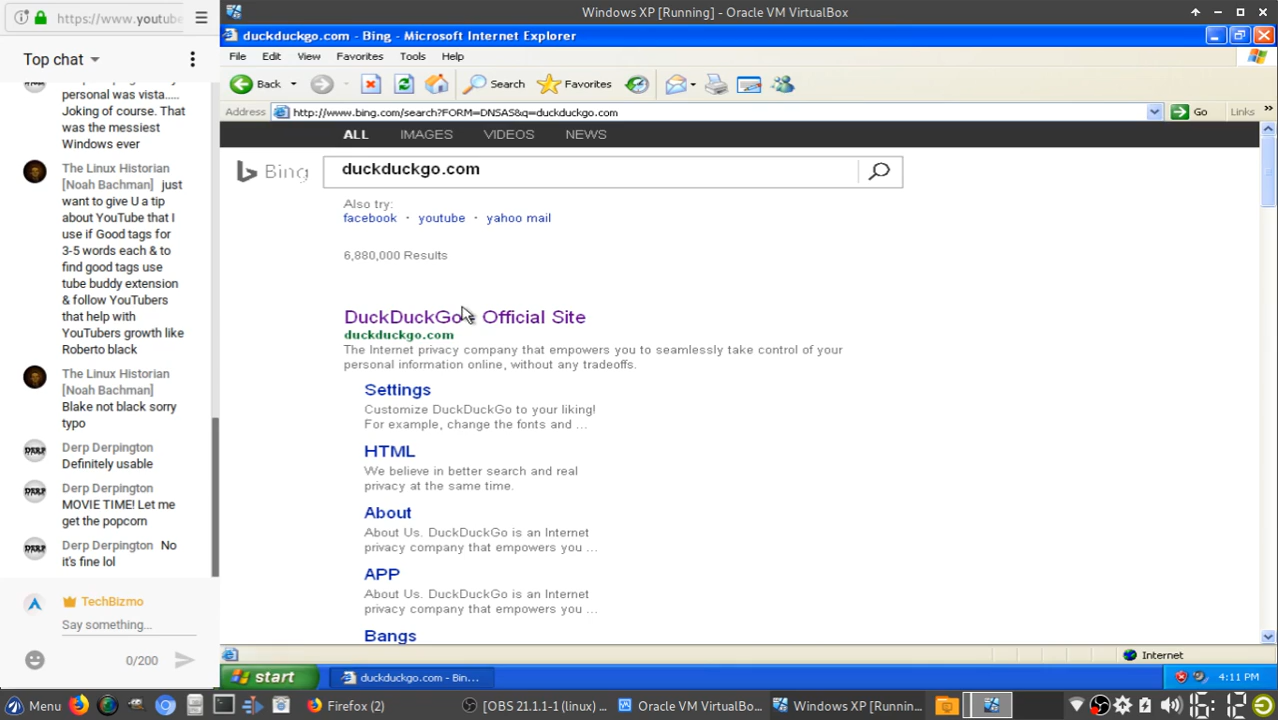 https://www.youtube
Top chat
personal was vista.....
Joking of course. That
was the messiest
Windows ever
The Linux Historian
[Noah Bachman] just
want to give U a tip
about YouTube that I
use if Good tags for
3-5 words each & to
find good tags use
tube buddy extension
& follow YouTubers
that help with
YouTubers growth like
Roberto black
The Linux Historian
[Noah Bachman]
Blake not black sorry
typo
Derp Derpington
Definitely usable
Derp Derpington
MOVIE TIME! Let me
get the popcorn
Derp Derpington No
it's fine lol
TechBizmo
Say something...
0/200
Windows XP [Running] - Oracle VM VirtualBox
duckduckgo.com - Bing - Microsoft Internet Explorer
File Edit View Favorites Tools Help
Back Search Favorites
Address http://www.bing.com/search?FORM=DNSAS&q=duckduckgo.com Go Links
ALL IMAGES VIDEOS NEWS
Bing duckduckgo.com
Also try:
facebook · youtube · yahoo mail
6,880,000 Results
DuckDuckGo Official Site
duckduckgo.com
The Internet privacy company that empowers you to seamlessly take control of your
personal information online, without any tradeoffs.
Settings
Customize DuckDuckGo to your liking!
For example, change the fonts and ...
HTML
We believe in better search and real
privacy at the same time.
About
About Us. DuckDuckGo is an Internet
privacy company that empowers you ...
APP
About Us. DuckDuckGo is an Internet
privacy company that empowers you ...
Bangs
Internet
start duckduckgo.com - Bin... 4:11 PM
Menu Firefox (2) [OBS 21.1.1-1 (linux) ... Oracle VM VirtualB... Windows XP [Runnin... 16:12